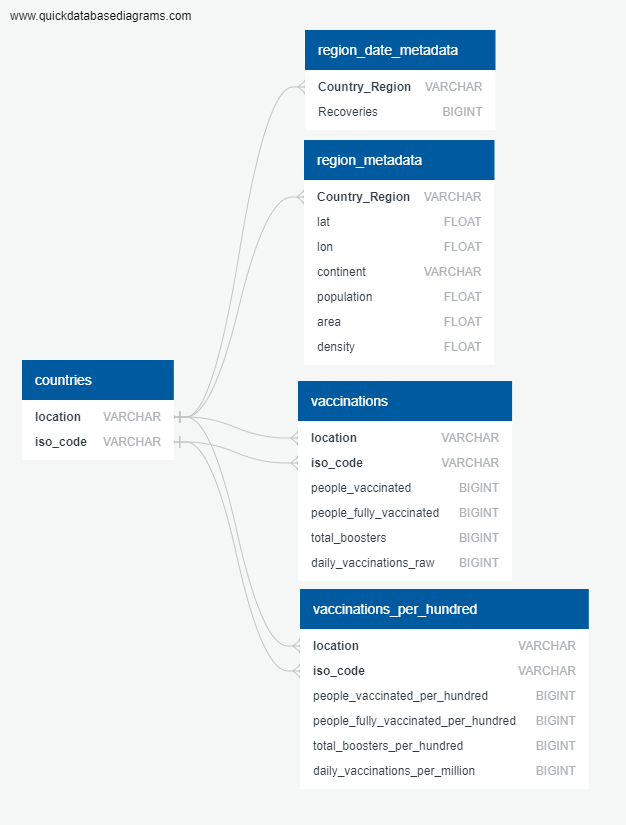 www.quickdatabasediagrams.com
region_date_metadata
Country_Region VARCHAR
Recoveries BIGINT
region_metadata
Country_Region VARCHAR
lat FLOAT
lon FLOAT
continent VARCHAR
population FLOAT
area FLOAT
density FLOAT
countries
location VARCHAR
iso_code VARCHAR
vaccinations
location VARCHAR
iso_code VARCHAR
people_vaccinated BIGINT
people_fully_vaccinated BIGINT
total_boosters BIGINT
daily_vaccinations_raw BIGINT
vaccinations_per_hundred
location VARCHAR
iso_code VARCHAR
people_vaccinated_per_hundred BIGINT
people_fully_vaccinated_per_hundred BIGINT
total_boosters_per_hundred BIGINT
daily_vaccinations_per_million BIGINT